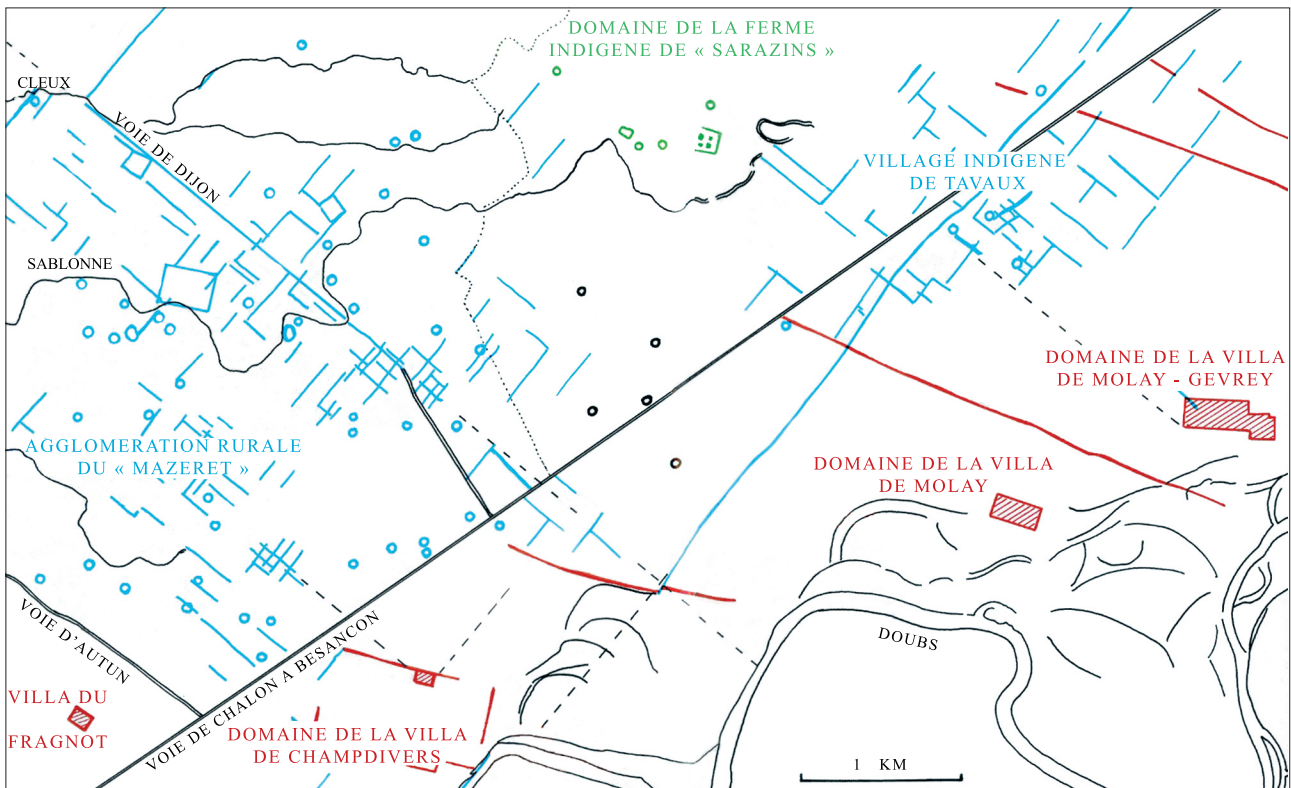 DOMAINE DE LA FERME
INDIGENE DE « SARAZINS »
CLEUX
VOIE DE DIJON
VILLAGE INDIGENE
DE TAVAUX
SABLONNE
DOMAINE DE LA VILLA
DE MOLAY - GEVREY
AGGLOMERATION RURALE
DU « MAZERET »
DOMAINE DE LA VILLA
DE MOLAY
VOIE D'AUTUN
VOIE DE CHALON A BESANCON
DOUBS
VILLA DU
FRAGNOT
DOMAINE DE LA VILLA
DE CHAMPDIVERS
1 KM